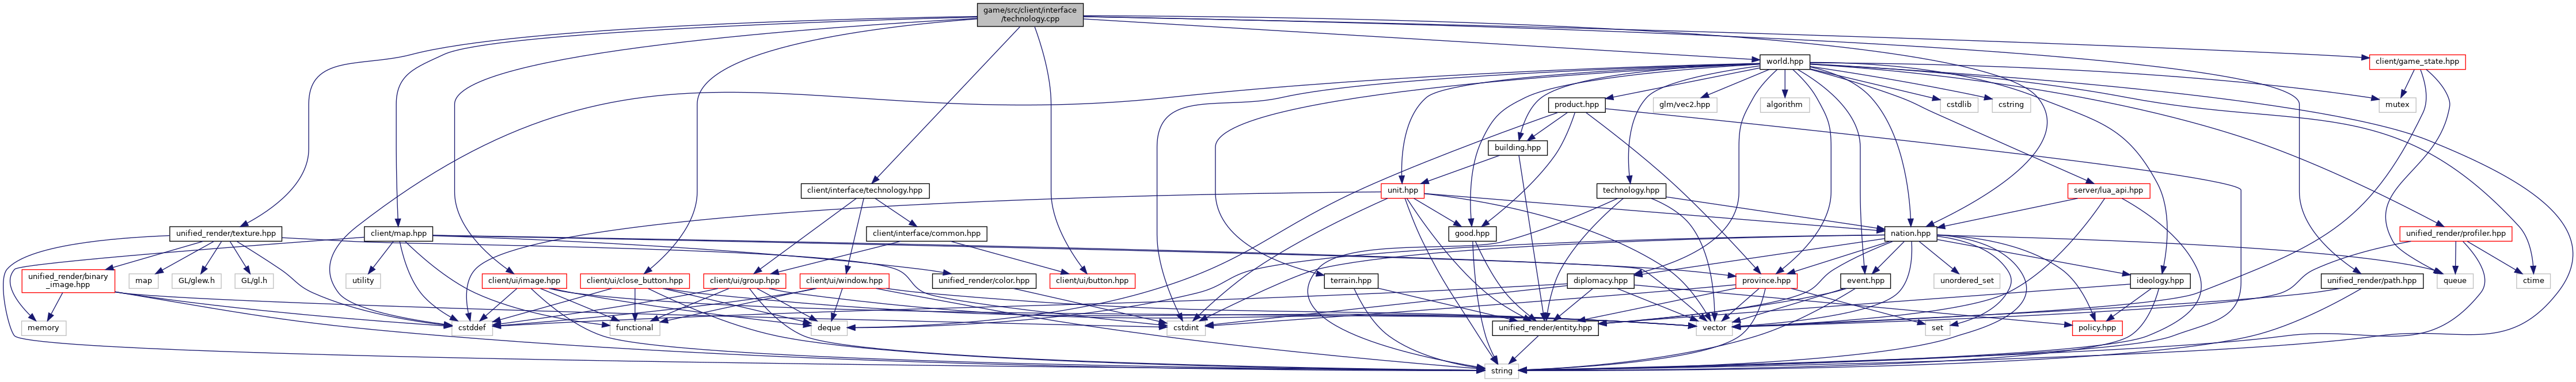 game/src/client/interface
/technology.cpp
world.hpp
client/game_state.hpp
product.hpp
glm/vec2.hpp
algorithm
cstdlib
cstring
mutex
building.hpp
client/interface/technology.hpp
unit.hpp
technology.hpp
server/lua_api.hpp
unified_render/texture.hpp
client/map.hpp
client/interface/common.hpp
good.hpp
nation.hpp
unified_render/profiler.hpp
unified_render/binary
_image.hpp
map
GL/glew.h
GL/gl.h
utility
client/ui/image.hpp
client/ui/close_button.hpp
client/ui/group.hpp
client/ui/window.hpp
unified_render/color.hpp
client/ui/button.hpp
terrain.hpp
diplomacy.hpp
province.hpp
event.hpp
unordered_set
ideology.hpp
unified_render/path.hpp
queue
ctime
memory
cstddef
functional
deque
cstdint
unified_render/entity.hpp
vector
set
policy.hpp
string